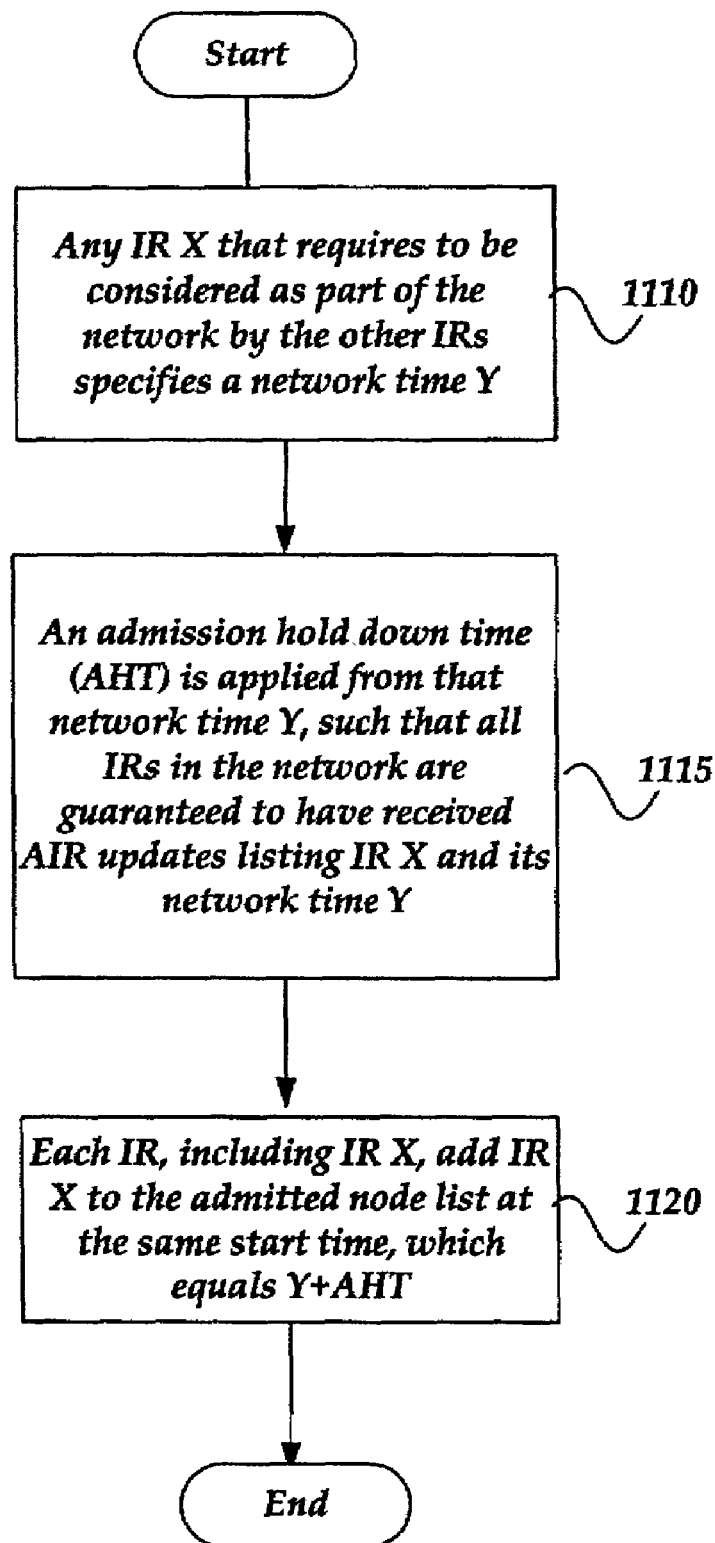 Start
Any IR X that requires to be
considered as part of the
network by the other IRs
specifies a network time Y
1110
An admission hold down time
(AHT) is applied from that
network time Y, such that all
IRs in the network are
guaranteed to have received
AIR updates listing IR X and its
network time Y
1115
Each IR, including IR X, add IR
X to the admitted node list at
the same start time, which
equals Y+AHT
1120
End